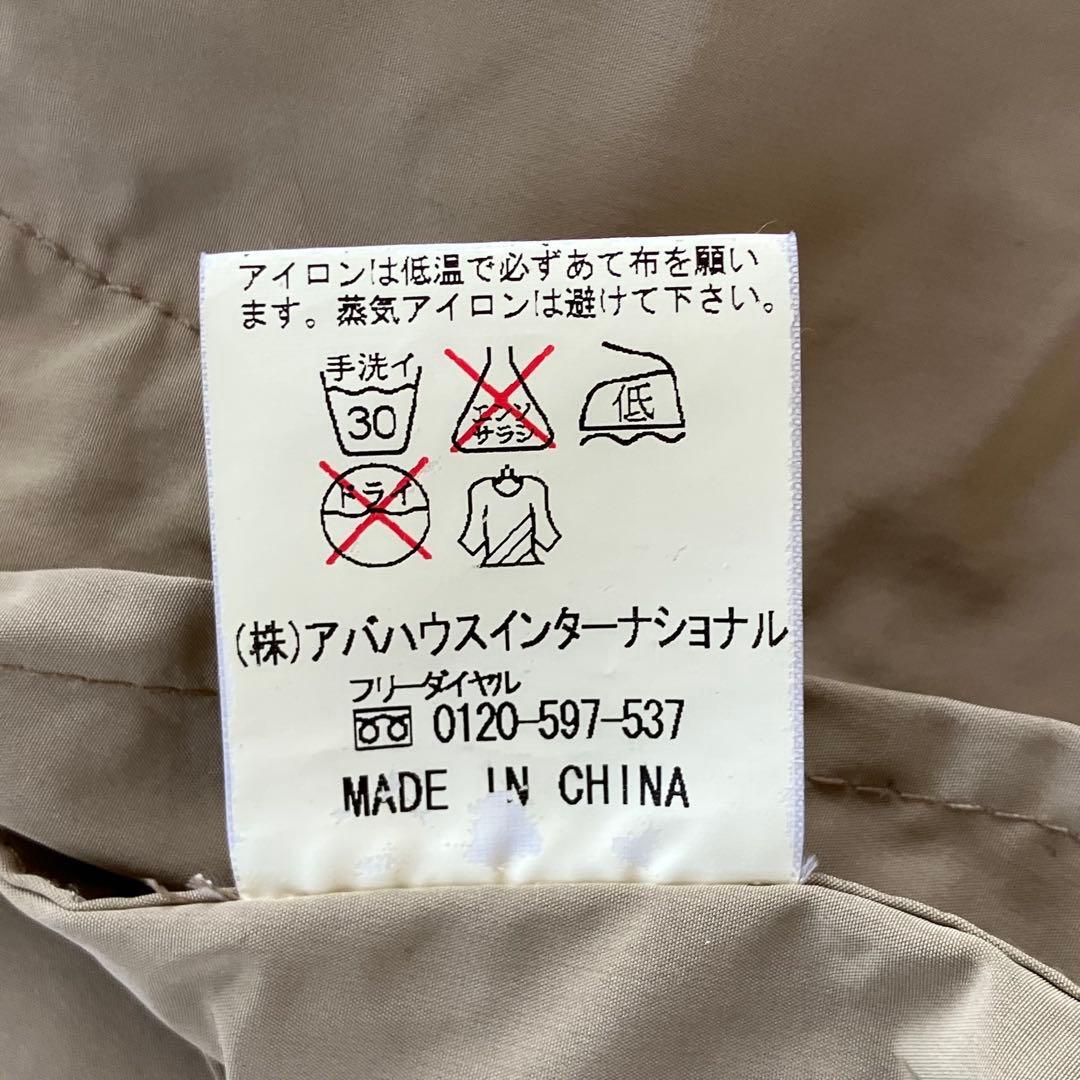 アイロンは低温で必ずあて布を願い
ます。蒸気アイロンは避けて下さい。
手洗イ
30
エンソ
サラシ
低
ドライ
(株)アバハウスインターナショナル
フリーダイヤル
0120-597-537
MADE IN CHINA